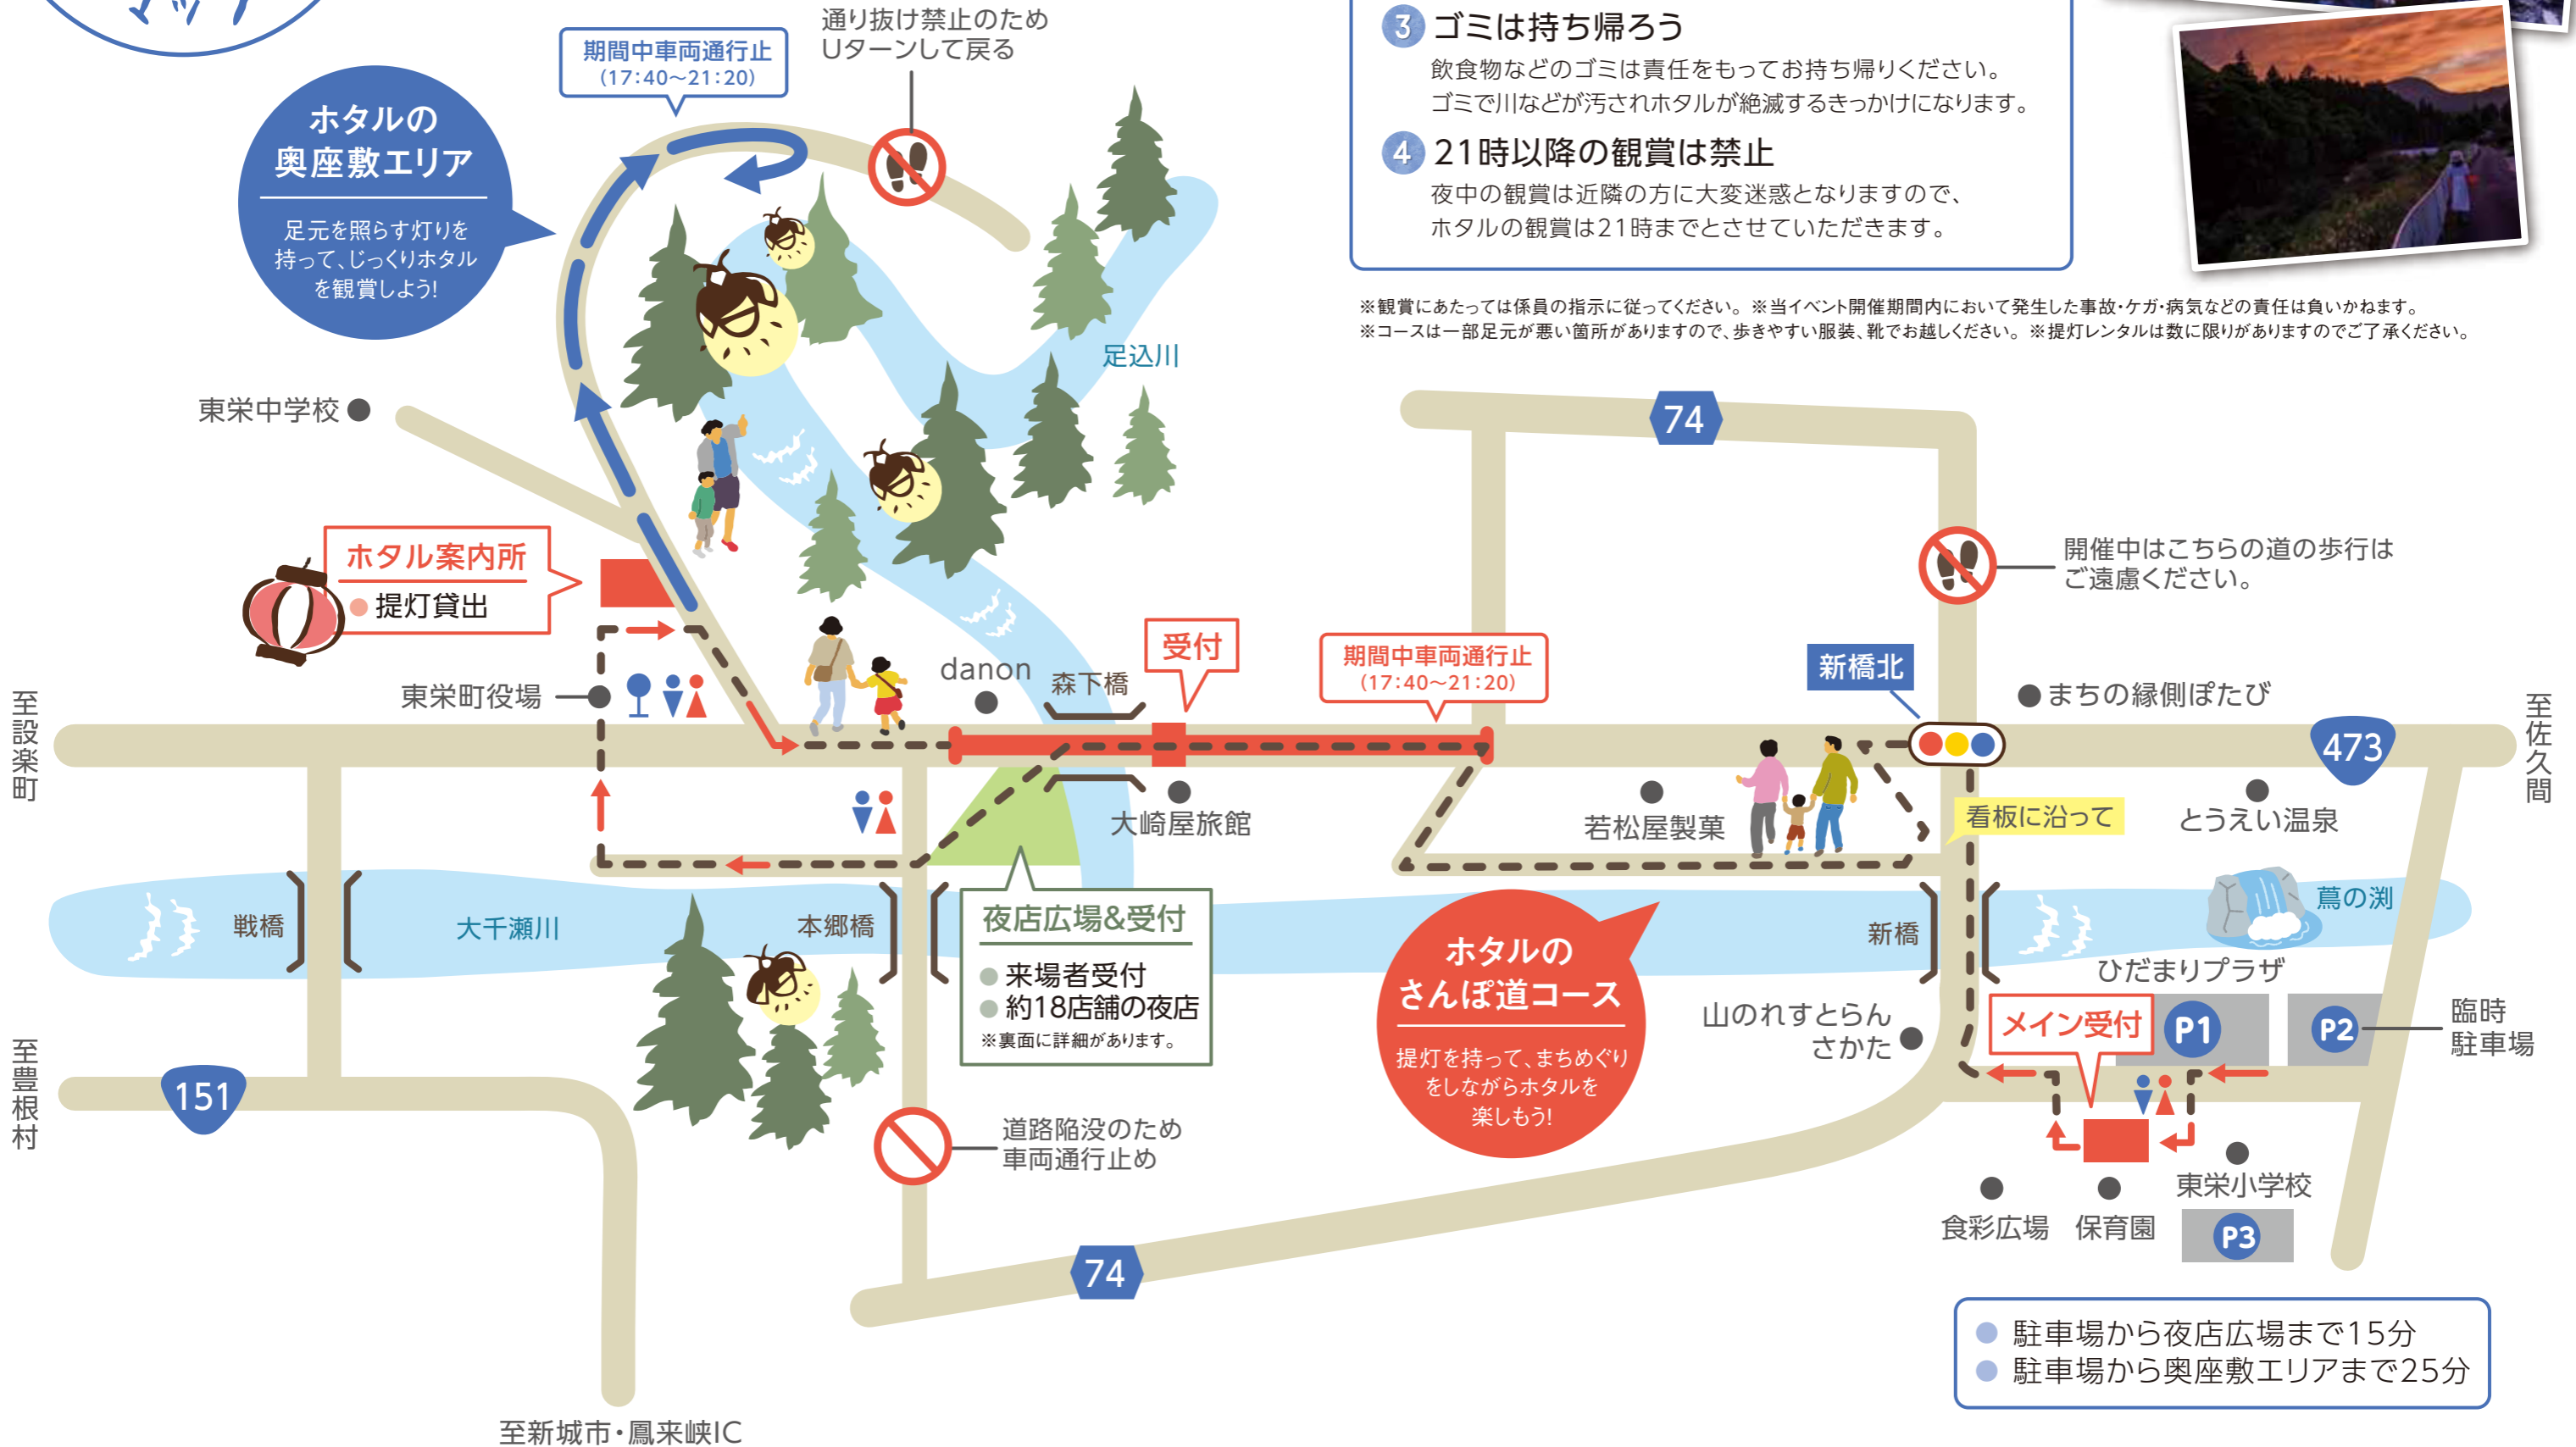 マップ
期間中車両通行止
(17:40〜21:20)
通り抜け禁止のため
Uターンして戻る
ホタルの
奥座敷エリア
足元を照らす灯りを
持って、じっくりホタル
を観賞しよう!
3 ゴミは持ち帰ろう
飲食物などのゴミは責任をもってお持ち帰りください。
ゴミで川などが汚されホタルが絶滅するきっかけになります。
4 21時以降の観賞は禁止
夜中の観賞は近隣の方に大変迷惑となりますので、
ホタルの観賞は21時までとさせていただきます。
※観賞にあたっては係員の指示に従ってください。※当イベント開催期間内において発生した事故・ケガ・病気などの責任は負いかねます。
※コースは一部足元が悪い箇所がありますので、歩きやすい服装、靴でお越しください。※提灯レンタルは数に限りがありますのでご了承ください。
足込川
東栄中学校
74
ホタル案内所
提灯貸出
開催中はこちらの道の歩行は
ご遠慮ください。
東栄町役場
danon
森下橋
受付
期間中車両通行止
(17:40〜21:20)
新橋北
まちの縁側ぽたび
至設楽町
473
至佐久間
大崎屋旅館
若松屋製菓
看板に沿って
とうえい温泉
戦橋
大千瀬川
本郷橋
夜店広場&受付
来場者受付
約18店舗の夜店
※裏面に詳細があります。
ホタルの
さんぽ道コース
提灯を持って、まちめぐり
をしながらホタルを
楽しもう!
新橋
蔦の渕
ひだまりプラザ
山のれすとらん
さかた
メイン受付
P1
P2
臨時
駐車場
至豊根村
151
道路陥没のため
車両通行止め
東栄小学校
食彩広場
保育園
P3
74
駐車場から夜店広場まで15分
駐車場から奥座敷エリアまで25分
至新城市・鳳来峡IC